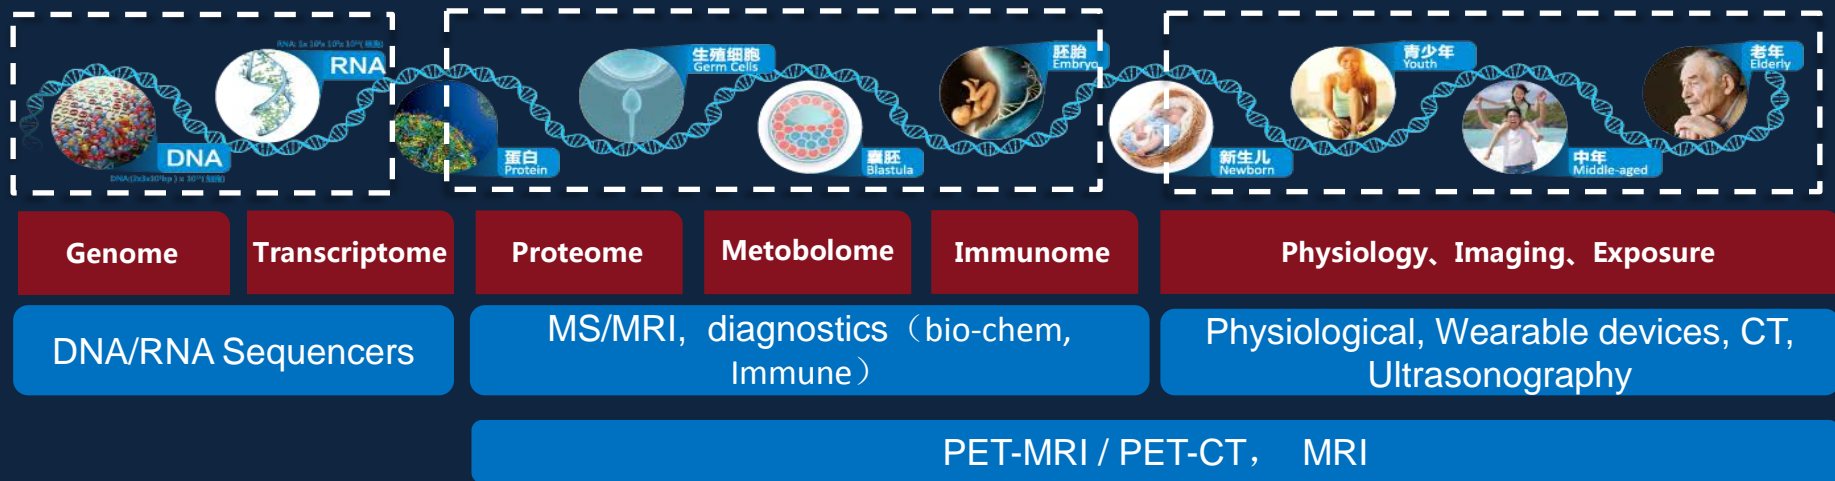 RNA
DNA
蛋白
Protein
生殖细胞
Germ Cells
囊胚
Blastula
胚胎
Embryo
新生儿
Newborn
青少年
Youth
中年
Middle-aged
老年
Elderly
Genome
Transcriptome
Proteome
Metobolome
Immunome
Physiology、Imaging、Exposure
DNA/RNA Sequencers
MS/MRI, diagnostics（bio-chem,
Immune）
Physiological, Wearable devices, CT,
Ultrasonography
PET-MRI / PET-CT， MRI